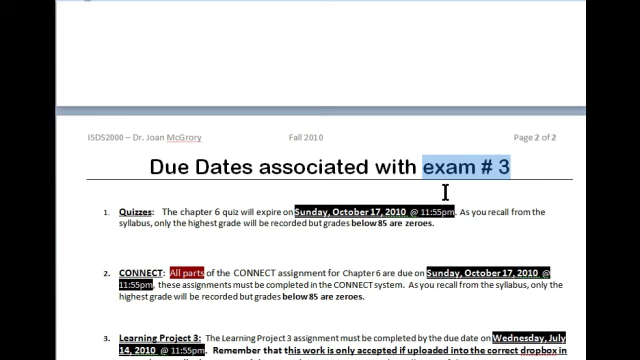 ISDS2000 – Dr. Joan McGrory Fall 2010 Page 2 of 2
Due Dates associated with exam # 3
1. Quizzes: The chapter 6 quiz will expire on Sunday, October 17, 2010 @ 11:55pm. As you recall from the
syllabus, only the highest grade will be recorded but grades below 85 are zeroes.
2. CONNECT: All parts of the CONNECT assignment for Chapter 6 are due on Sunday, October 17, 2010 @
11:55pm, these assignments must be completed in the CONNECT system. As you recall from the syllabus, only the
highest grade will be recorded but grades below 85 are zeroes.
3. Learning Project 3: The Learning Project 3 assignment must be completed by the due date on Wednesday, July
14, 2010 @ 11:55pm. Remember that this work is only accepted if uploaded into the correct dropbox in